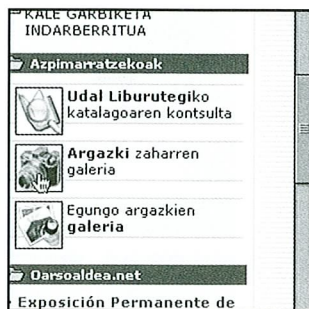 KALE GARBIKETA
INDARBERRITUA
Azpimarratzekoak
Udal Liburutegiko
katalagoaren kontsulta
Argazki zaharren
galeria
Egungo argazkien
galeria
Oarsoaldea.net
Exposición Permanente de